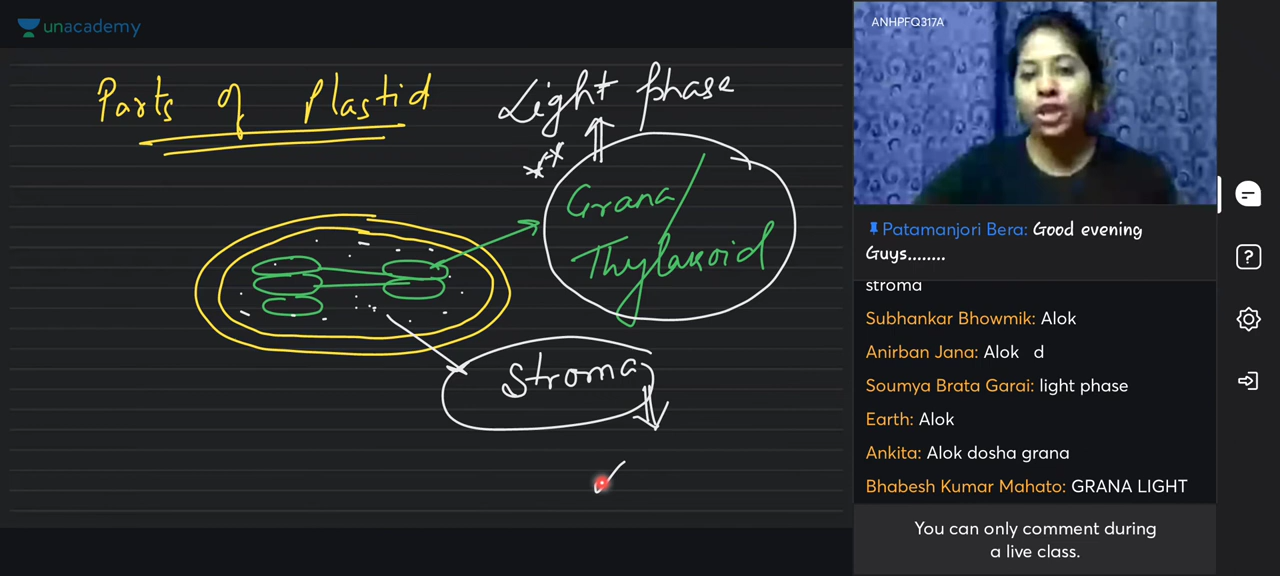 unacademy
Parts of Plastid
Light phase
Grana/
Thylakoid
Stroma
ANHPFQ317A
Patamanjori Bera: Good evening
Guys........
stroma
Subhankar Bhowmik: Alok
Anirban Jana: Alok d
Soumya Brata Garai: light phase
Earth: Alok
Ankita: Alok dosha grana
Bhabesh Kumar Mahato: GRANA LIGHT
You can only comment during
a live class.